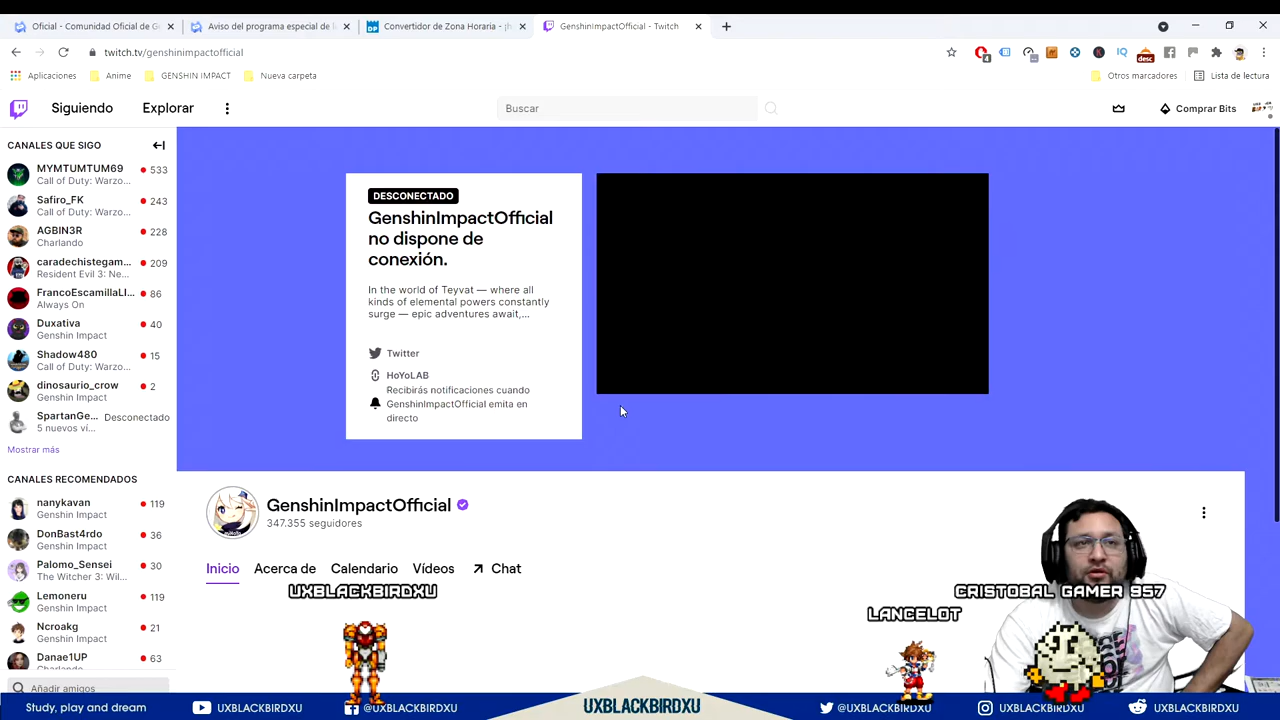 Oficial - Comunidad Oficial de G
Aviso del programa especial de l
Convertidor de Zona Horaria - ¡h
GenshinImpactOfficial - Twitch
twitch.tv/genshinimpactofficial
Aplicaciones
Anime
GENSHIN IMPACT
Nueva carpeta
Otros marcadores
Lista de lectura
Siguiendo
Explorar
Buscar
Comprar Bits
CANALES QUE SIGO
MYMTUMTUM69 533
Call of Duty: Warzo...
Safiro_FK 243
Call of Duty: Warzo...
AGBIN3R 228
Charlando
caradechistegam... 209
Resident Evil 3: Ne...
FrancoEscamillaLI... 86
Always On
Duxativa 40
Genshin Impact
Shadow480 15
Call of Duty: Warzo...
dinosaurio_crow 2
Genshin Impact
SpartanGe... Desconectado
5 nuevos ví...
Mostrar más
CANALES RECOMENDADOS
nanykavan 119
Genshin Impact
DonBast4rdo 36
Genshin Impact
Palomo_Sensei 30
The Witcher 3: Wil...
Lemoneru 119
Genshin Impact
Ncroakg 21
Genshin Impact
Danae1UP 63
Charlando
Añadir amigos
DESCONECTADO
GenshinImpactOfficial
no dispone de
conexión.
In the world of Teyvat — where all
kinds of elemental powers constantly
surge — epic adventures await,...
Twitter
HoYoLAB
Recibirás notificaciones cuando
GenshinImpactOfficial emita en
directo
GenshinImpactOfficial
347.355 seguidores
Inicio
Acerca de
Calendario
Vídeos
Chat
UXBLACKBIRDXU
LANCELOT
CRISTOBAL GAMER 957
Study, play and dream
UXBLACKBIRDXU
@UXBLACKBIRDXU
UXBLACKBIRDXU
@UXBLACKBIRDXU
UXBLACKBIRDXU
UXBLACKBIRDXU